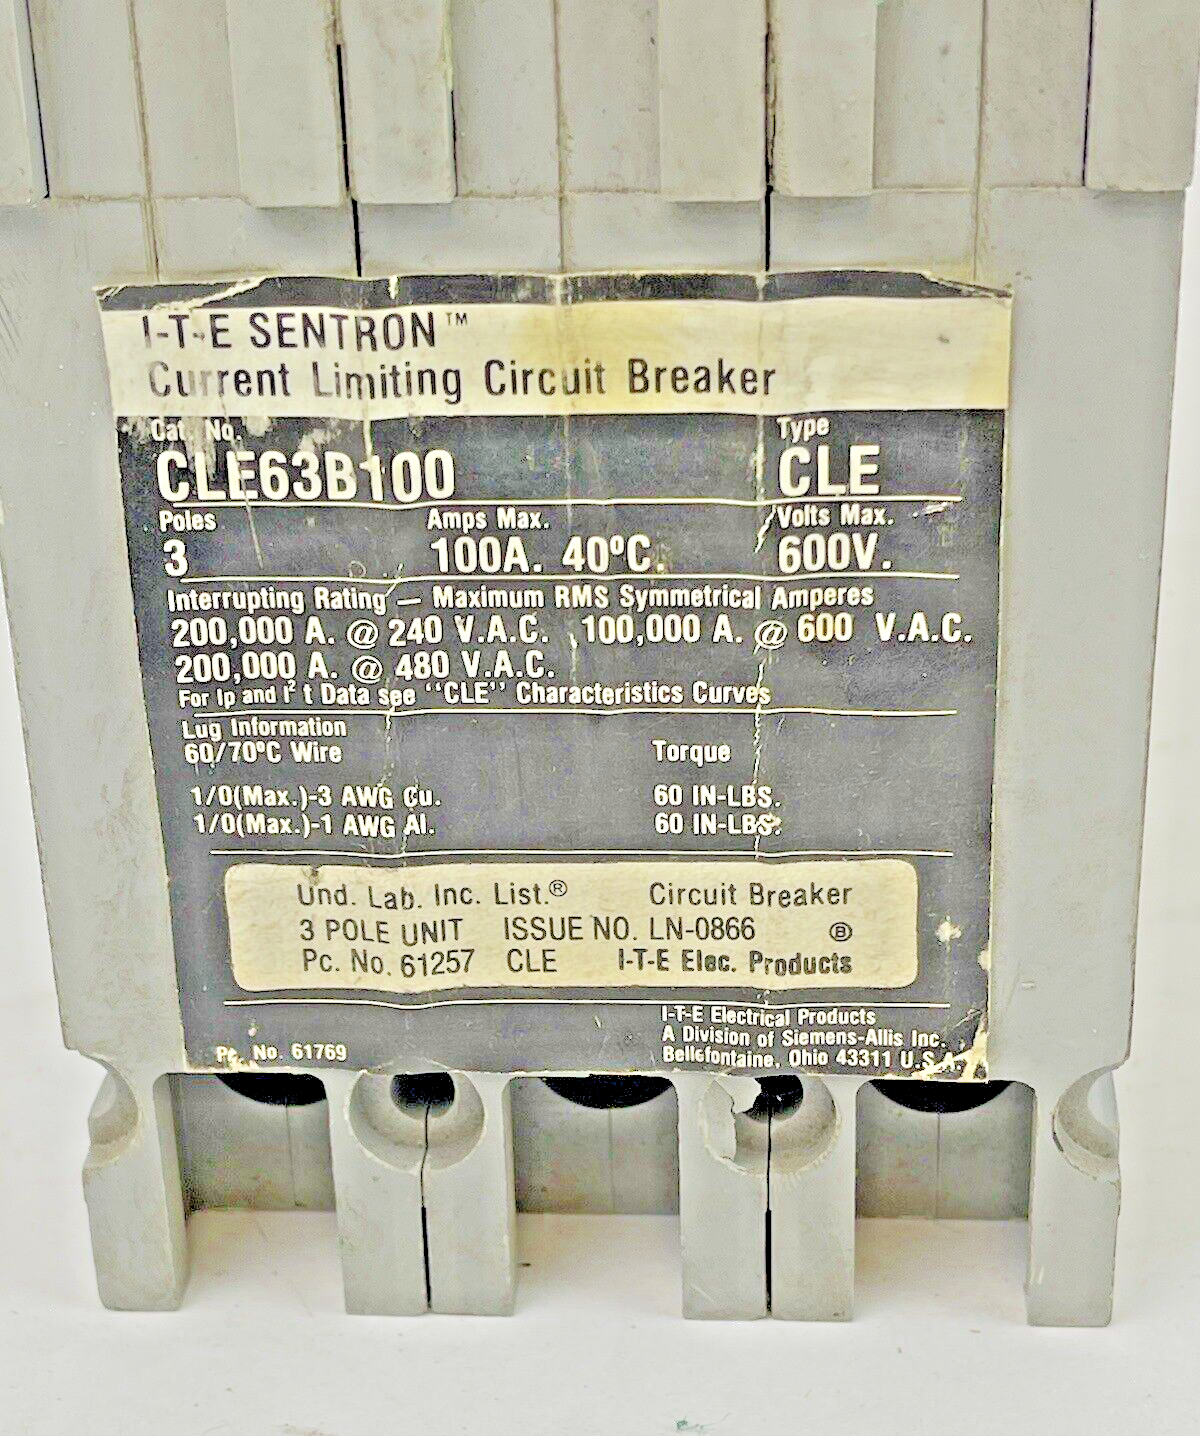 I-T-E SENTRON™
Current Limiting Circuit Breaker
Cat. No. Type
CLE63B100 CLE
Poles Amps Max. Volts Max.
3 100A. 40ºC. 600V.
Interrupting Rating — Maximum RMS Symmetrical Amperes
200,000 A. @ 240 V.A.C. 100,000 A. @ 600 V.A.C.
200,000 A. @ 480 V.A.C.
For Ip and I² t Data see "CLE" Characteristics Curves
Lug Information
60/70ºC Wire Torque
1/0(Max.)-3 AWG Cu. 60 IN-LBS.
1/0(Max.)-1 AWG Al. 60 IN-LBS.
Und. Lab. Inc. List.® Circuit Breaker
3 POLE UNIT ISSUE NO. LN-0866 Ⓑ
Pc. No. 61257 CLE I-T-E Elec. Products
I-T-E Electrical Products
A Division of Siemens-Allis Inc.
Pc. No. 61769 Bellefontaine, Ohio 43311 U.S.A.